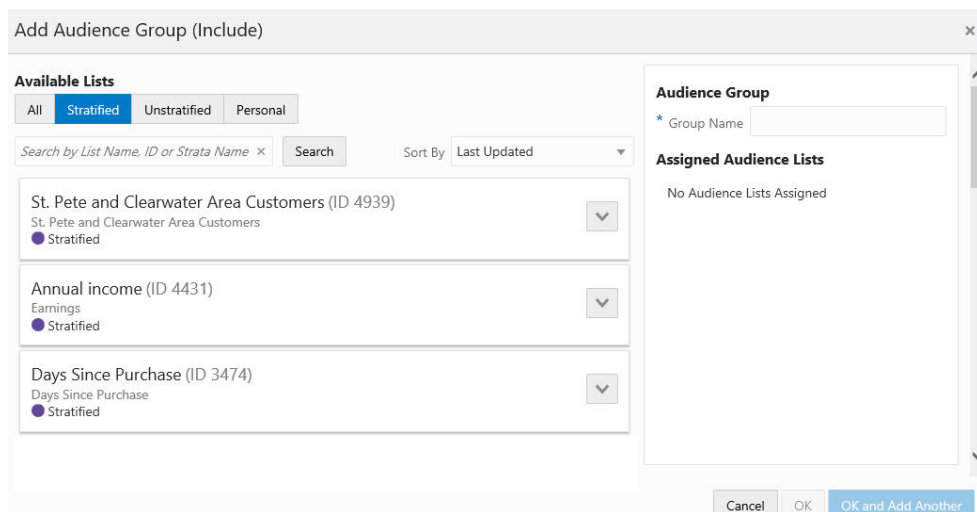 Add Audience Group (Include)
Available Lists
All Stratified Unstratified Personal
Search by List Name, ID or Strata Name × Search Sort By Last Updated
St. Pete and Clearwater Area Customers (ID 4939)
St. Pete and Clearwater Area Customers
Stratified
Annual income (ID 4431)
Earnings
Stratified
Days Since Purchase (ID 3474)
Days Since Purchase
Stratified
Audience Group
* Group Name
Assigned Audience Lists
No Audience Lists Assigned
Cancel OK OK and Add Another